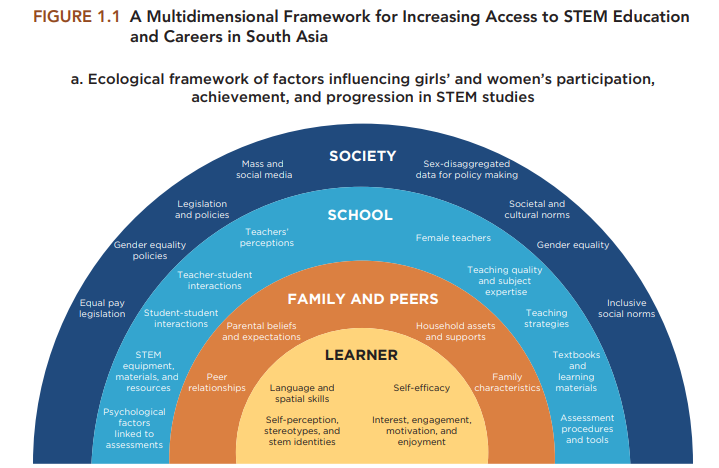 FIGURE 1.1 A Multidimensional Framework for Increasing Access to STEM Education
and Careers in South Asia
a. Ecological framework of factors influencing girls' and women's participation,
achievement, and progression in STEM studies
SOCIETY
Mass and
social media
Sex-disaggregated
data for policy making
Legislation
and policies
Societal and
cultural norms
Gender equality
policies
Gender equality
Equal pay
legislation
Inclusive
social norms
SCHOOL
Teachers'
perceptions
Female teachers
Teacher-student
interactions
Teaching quality
and subject
expertise
Student-student
interactions
Teaching
strategies
STEM
equipment,
materials, and
resources
Textbooks
and
learning
materials
Psychological
factors
linked to
assessments
Assessment
procedures
and tools
FAMILY AND PEERS
Parental beliefs
and expectations
Household assets
and supports
Peer
relationships
Family
characteristics
LEARNER
Language and
spatial skills
Self-efficacy
Self-perception,
stereotypes, and
stem identities
Interest, engagement,
motivation, and
enjoyment